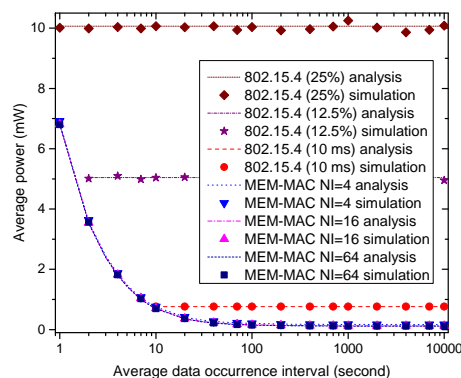 10
8
6
4
2
0
Average power (mW)
802.15.4 (25%) analysis
802.15.4 (25%) simulation
802.15.4 (12.5%) analysis
802.15.4 (12.5%) simulation
802.15.4 (10 ms) analysis
802.15.4 (10 ms) simulation
MEM-MAC NI=4 analysis
MEM-MAC NI=4 simulation
MEM-MAC NI=16 analysis
MEM-MAC NI=16 simulation
MEM-MAC NI=64 analysis
MEM-MAC NI=64 simulation
1 10 100 1000 10000
Average data occurrence interval (second)